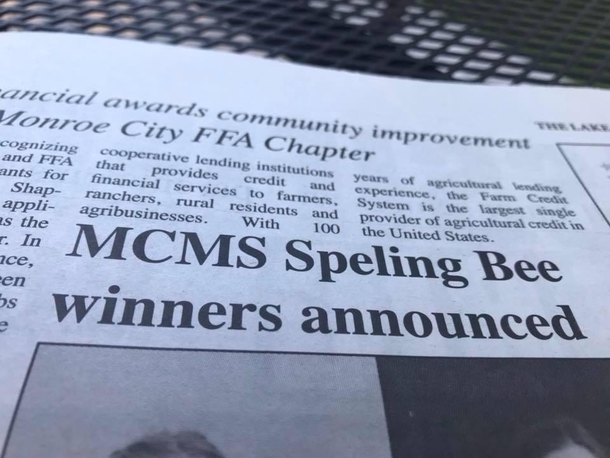 ancial awards community improvement
Monroe City FFA Chapter
THE LAKE
cognizing
and FFA
ants for
Shap-
appli-
as the
r. In
nce,
een
bs
e
cooperative lending institutions
that provides credit and
financial services to farmers,
ranchers, rural residents and
agribusinesses. With 100
years of agricultural lending
experience, the Farm Credit
System is the largest single
provider of agricultural credit in
the United States.
MCMS Speling Bee
winners announced